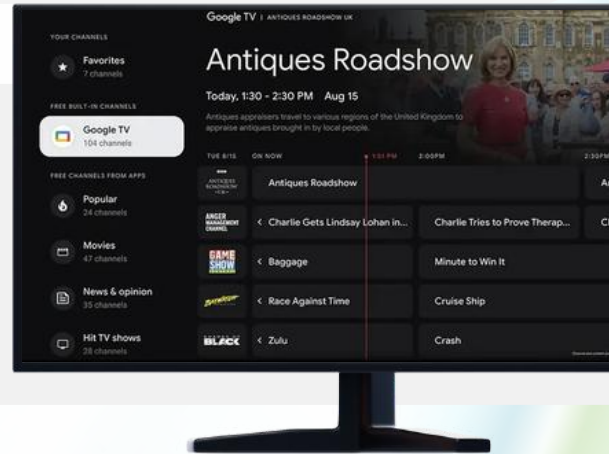 Google TV | ANTIQUES ROADSHOW UK
Antiques Roadshow
Today, 1:30 - 2:30 PM Aug 15
Antiques appraisers travel to various regions of the United Kingdom to
appraise antiques brought in by local people.
YOUR CHANNELS
Favorites
7 channels
FREE BUILT-IN CHANNELS
Google TV
104 channels
FREE CHANNELS FROM APPS
Popular
24 channels
Movies
47 channels
News & opinion
35 channels
Hit TV shows
28 channels
TUE 8/15 ON NOW 1:51 PM 2:00PM 2:30PM
ANTIQUES
ROADSHOW
UK
Antiques Roadshow
ANGER
MANAGEMENT
CHANNEL
< Charlie Gets Lindsay Lohan in... Charlie Tries to Prove Therap...
GAME
SHOW
< Baggage Minute to Win It
BAYWATCH
< Race Against Time Cruise Ship
BLACK
< Zulu Crash